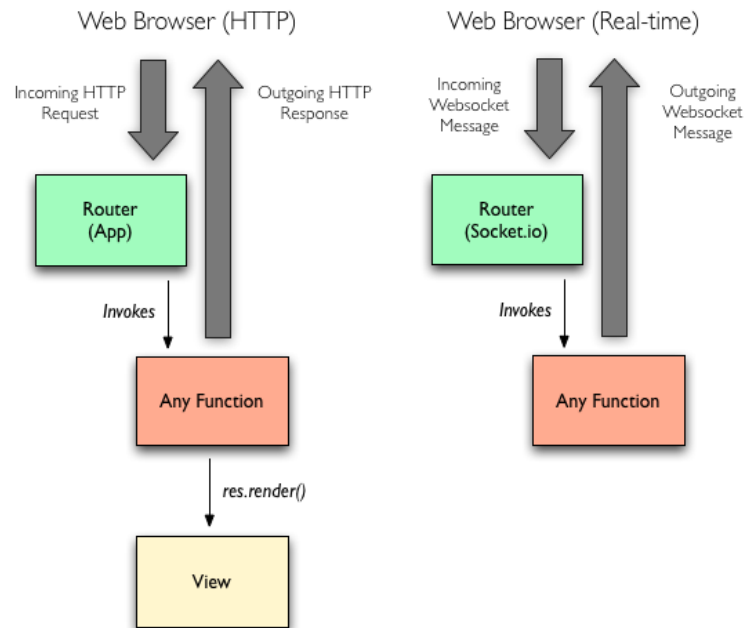 Web Browser (HTTP)
Incoming HTTP
Request
Outgoing HTTP
Response
Router
(App)
Invokes
Any Function
res.render()
View
Web Browser (Real-time)
Incoming
Websocket
Message
Outgoing
Websocket
Message
Router
(Socket.io)
Invokes
Any Function